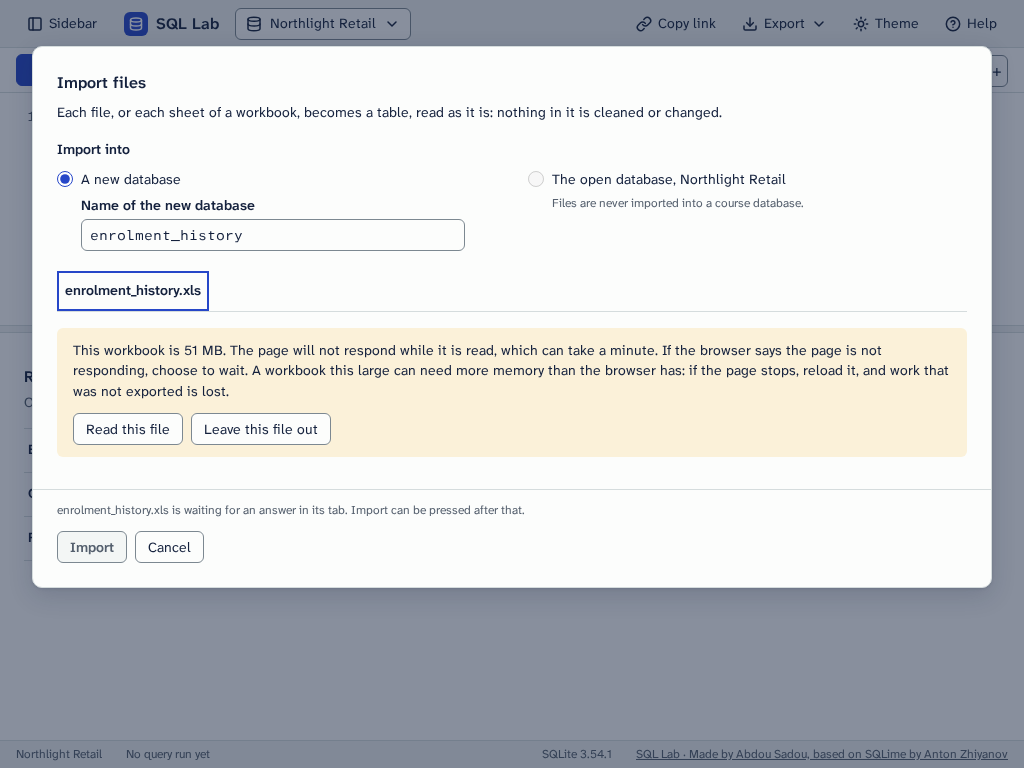 Sidebar
SQL Lab
Northlight Retail
Copy link
Export
Theme
Help
Import files
Each file, or each sheet of a workbook, becomes a table, read as it is: nothing in it is cleaned or changed.
Import into
A new database
The open database, Northlight Retail
Name of the new database
Files are never imported into a course database.
enrolment_history
enrolment_history.xls
This workbook is 51 MB. The page will not respond while it is read, which can take a minute. If the browser says the page is not
responding, choose to wait. A workbook this large can need more memory than the browser has: if the page stops, reload it, and work that
was not exported is lost.
Read this file
Leave this file out
enrolment_history.xls is waiting for an answer in its tab. Import can be pressed after that.
Import
Cancel
Northlight Retail
No query run yet
SQLite 3.54.1
SQL Lab · Made by Abdou Sadou, based on SQLime by Anton Zhiyanov